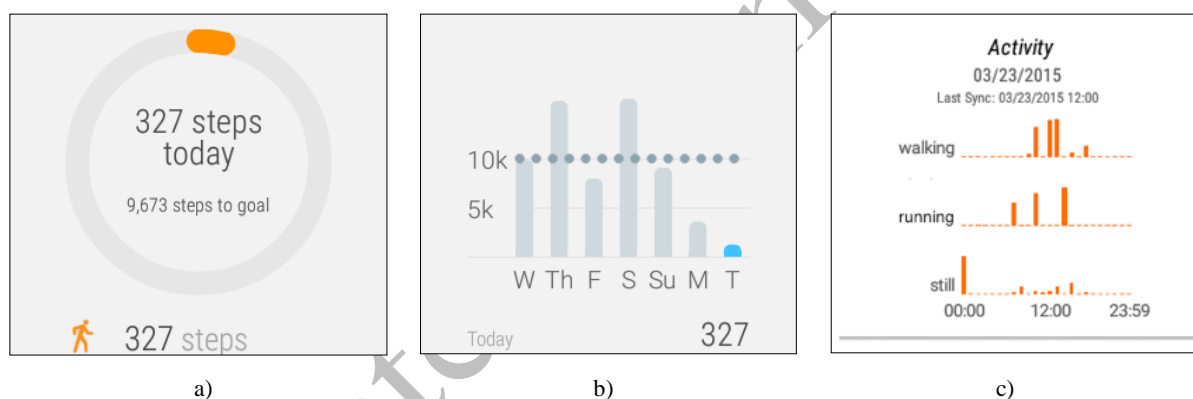 327 steps
today
9,673 steps to goal
327 steps
a)
10k
5k
W Th F S Su M T
Today 327
b)
Activity
03/23/2015
Last Sync: 03/23/2015 12:00
walking
running
still
00:00 12:00 23:59
c)